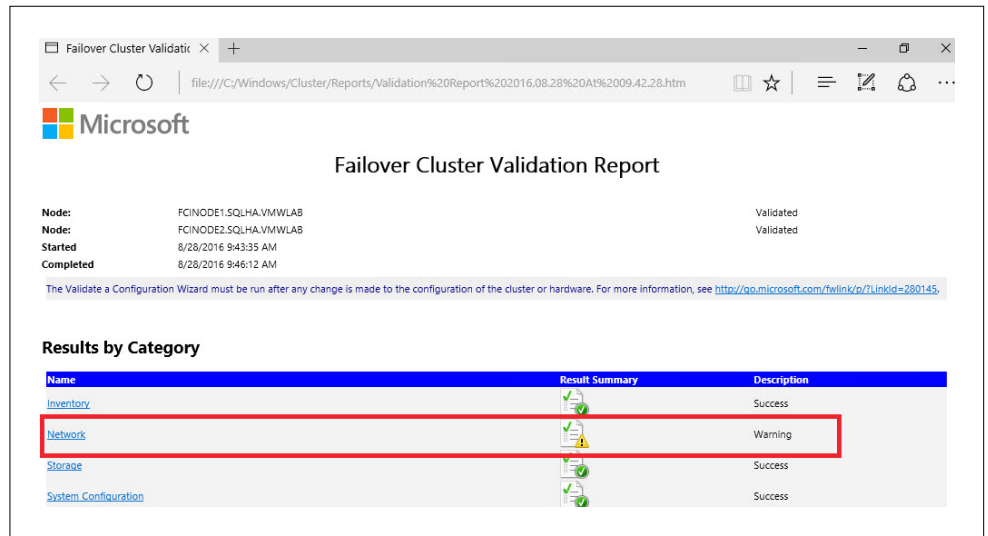 Failover Cluster Validatic
file:///C:/Windows/Cluster/Reports/Validation%20Report%202016.08.28%20At%2009.42.28.htm
Microsoft
Failover Cluster Validation Report
Node: FCINODE1.SQLHA.VMWLAB Validated
Node: FCINODE2.SQLHA.VMWLAB Validated
Started 8/28/2016 9:43:35 AM
Completed 8/28/2016 9:46:12 AM
The Validate a Configuration Wizard must be run after any change is made to the configuration of the cluster or hardware. For more information, see http://go.microsoft.com/fwlink/p/?LinkId=280145.
Results by Category
Name Result Summary Description
Inventory Success
Network Warning
Storage Success
System Configuration Success